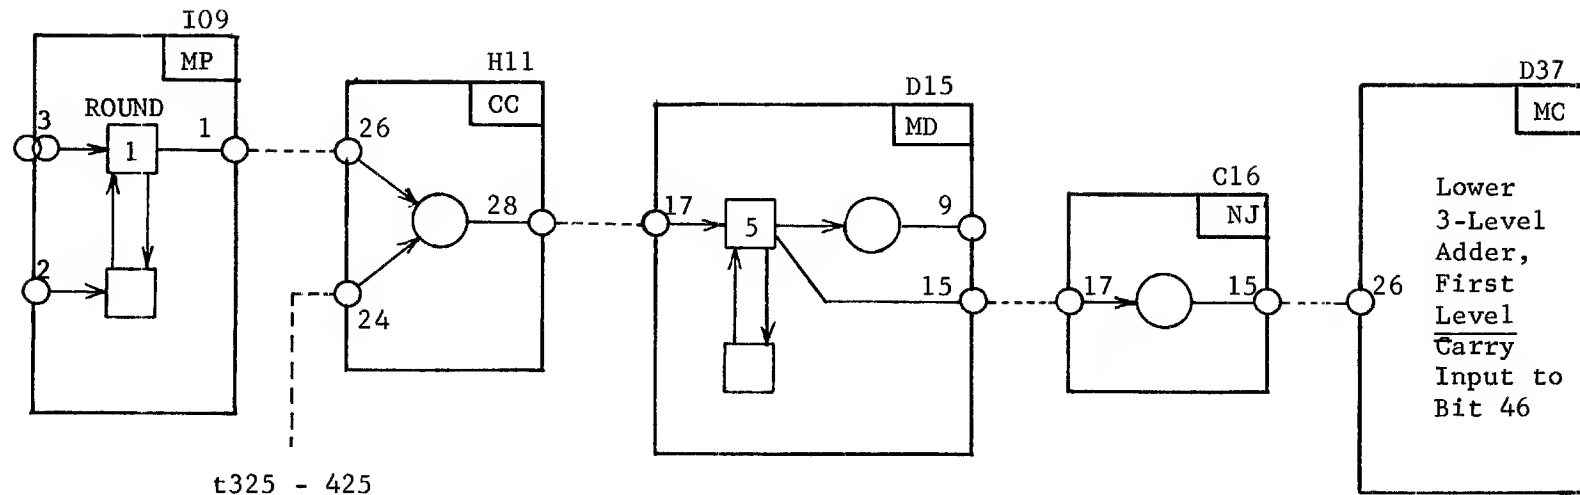 I09
MP
ROUND
3
1
1
2
H11
CC
26
28
24
t325 - 425
D15
MD
17
5
9
15
C16
NJ
17
15
D37
MC
26
Lower
3-Level
Adder,
First
Level
Carry
Input to
Bit 46